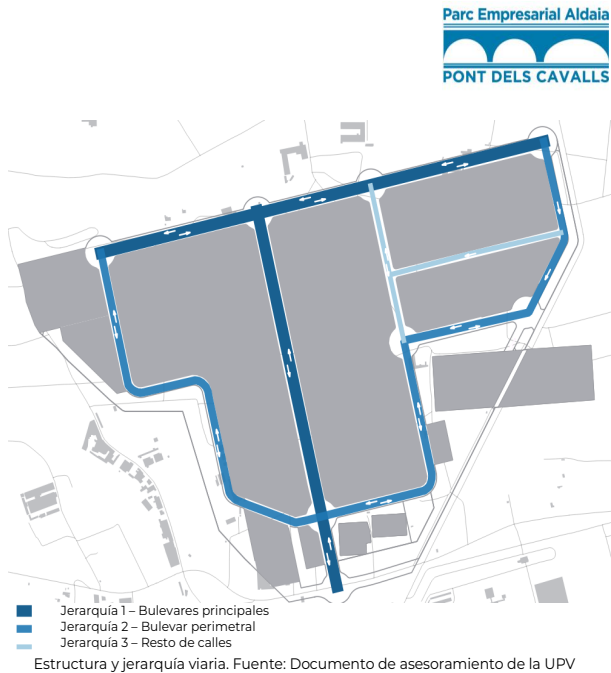 Parc Empresarial Aldaia
PONT DELS CAVALLS
Jerarquía 1 – Bulevares principales
Jerarquía 2 – Bulevar perimetral
Jerarquía 3 – Resto de calles
Estructura y jerarquía viaria. Fuente: Documento de asesoramiento de la UPV